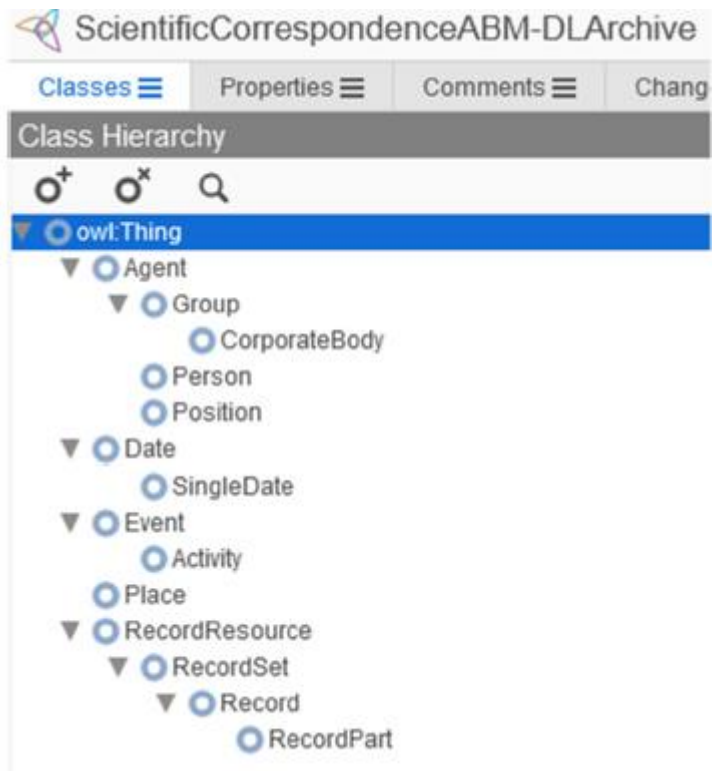 ScientificCorrespondenceABM-DLArchive
Classes Properties Comments Chang
Class Hierarchy
owl:Thing
Agent
Group
CorporateBody
Person
Position
Date
SingleDate
Event
Activity
Place
RecordResource
RecordSet
Record
RecordPart